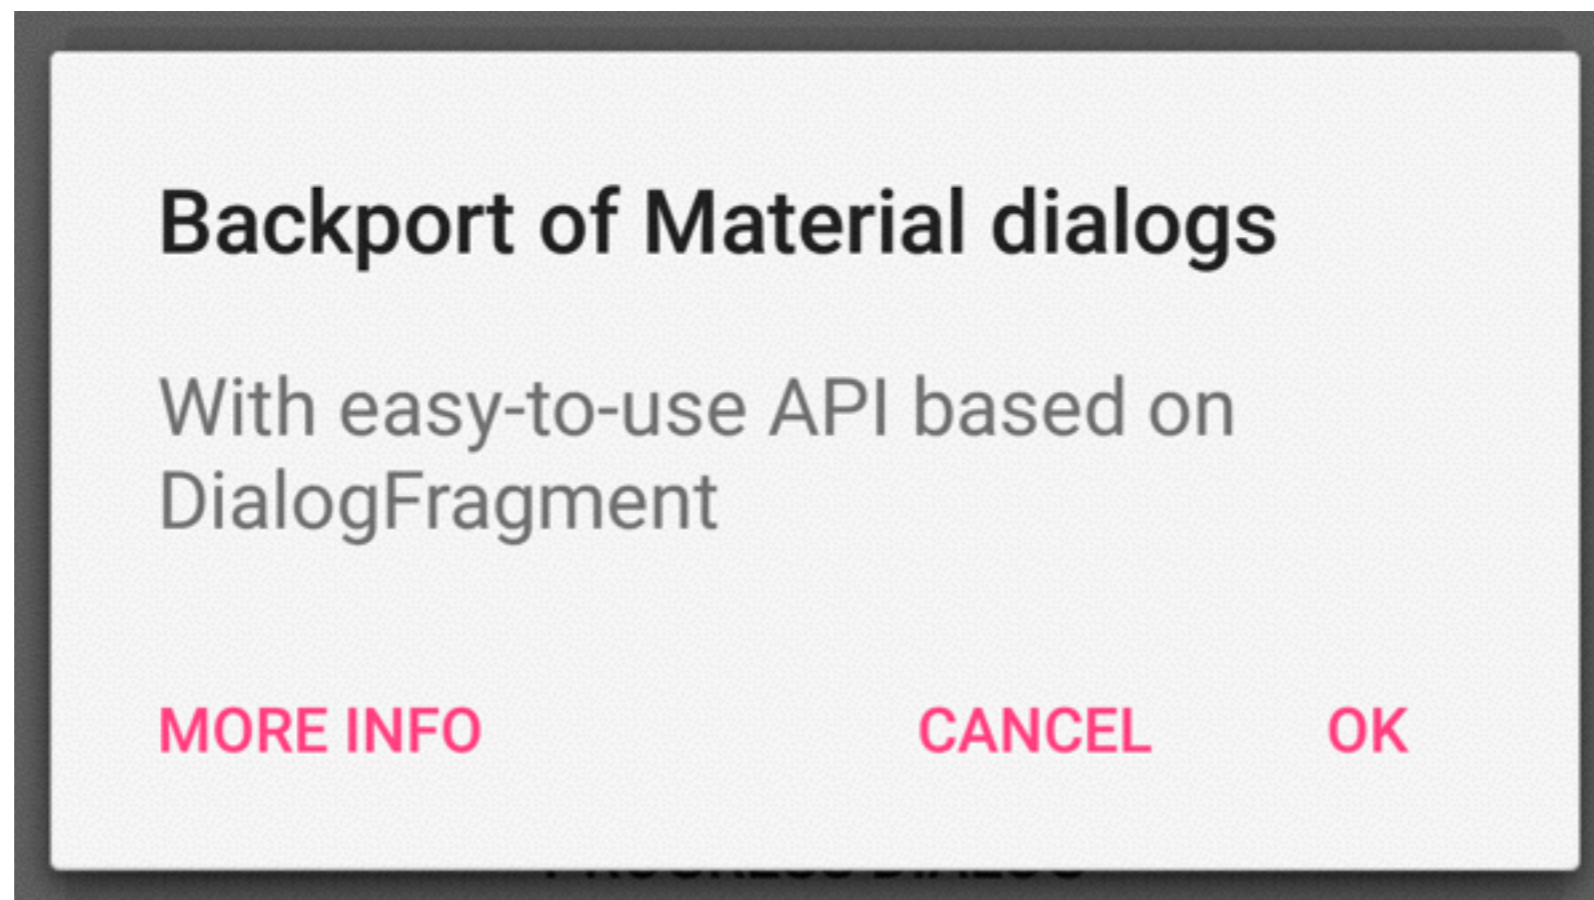 Backport of Material dialogs
With easy-to-use API based on
DialogFragment
MORE INFO CANCEL OK